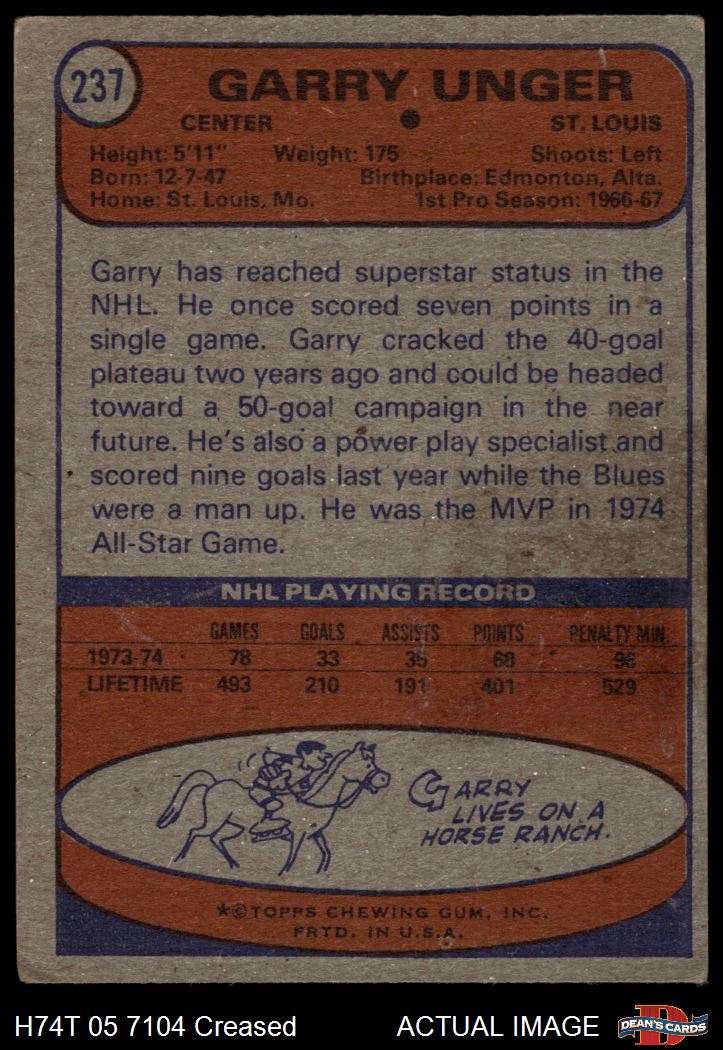 237
GARRY UNGER
CENTER ● ST. LOUIS
Height: 5'11" Weight: 175 Shoots: Left
Born: 12-7-47 Birthplace: Edmonton, Alta.
Home: St. Louis, Mo. 1st Pro Season: 1966-67
Garry has reached superstar status in the
NHL. He once scored seven points in a
single game. Garry cracked the 40-goal
plateau two years ago and could be headed
toward a 50-goal campaign in the near
future. He's also a power play specialist and
scored nine goals last year while the Blues
were a man up. He was the MVP in 1974
All-Star Game.
NHL PLAYING RECORD
GAMES GOALS ASSISTS POINTS PENALTY MIN.
1973-74 78 33 35 68 96
LIFETIME 493 210 191 401 529
GARRY
LIVES ON A
HORSE RANCH.
★©TOPPS CHEWING GUM, INC.
PRTD. IN U.S.A.
H74T 05 7104 Creased ACTUAL IMAGE
D
DEAN'S CARDS